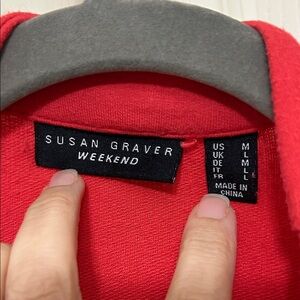 SUSAN GRAVER
WEEKEND
US M
UK L
DE M
IT L
FR L
MADE IN
CHINA